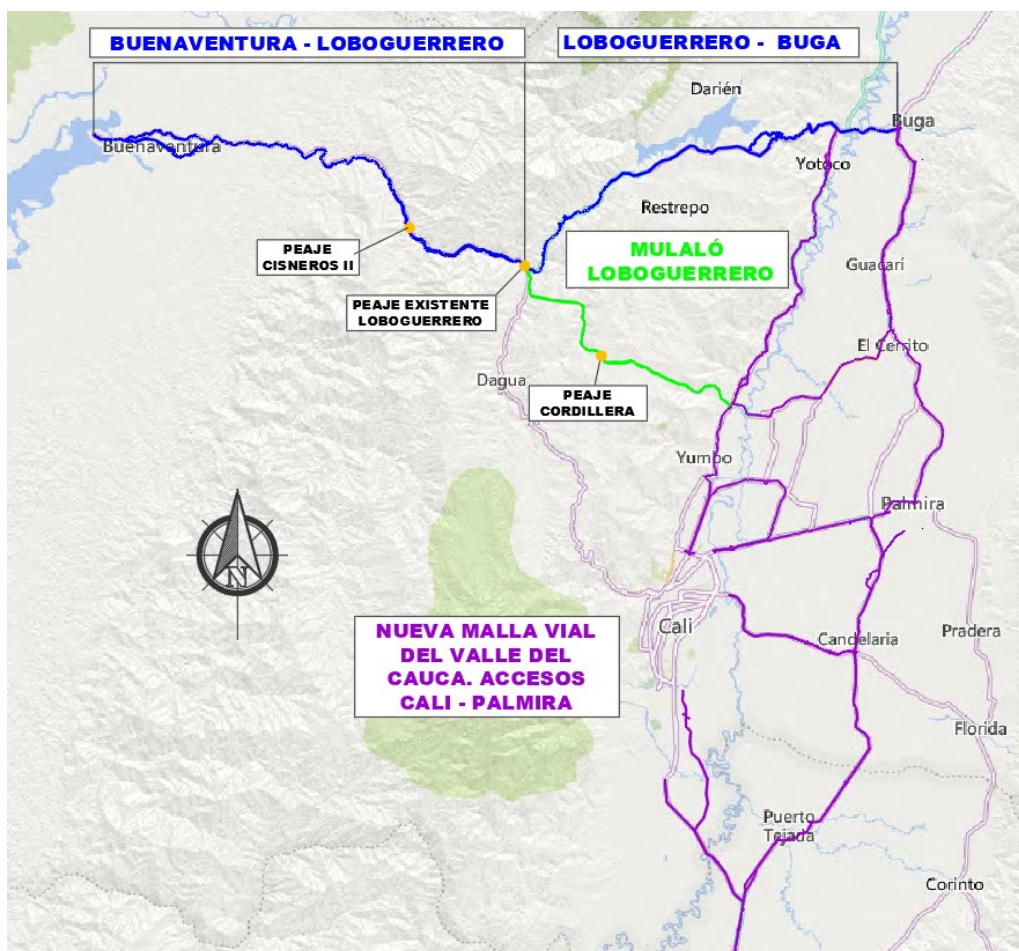 BUENAVENTURA - LOBOGUERRERO
LOBOGUERRERO - BUGA
Darién
Buenaventura
Buga
Yotoco
Restrepo
PEAJE
CISNEROS II
MULALÓ
LOBOGUERRERO
Guacarí
PEAJE EXISTENTE
LOBOGUERRERO
El Cerrito
Dagua
PEAJE
CORDILLERA
Yumbo
Palmira
N
NUEVA MALLA VIAL
DEL VALLE DEL
CAUCA. ACCESOS
CALI - PALMIRA
Cali
Candelaria
Pradera
Florida
Puerto
Tejada
Corinto